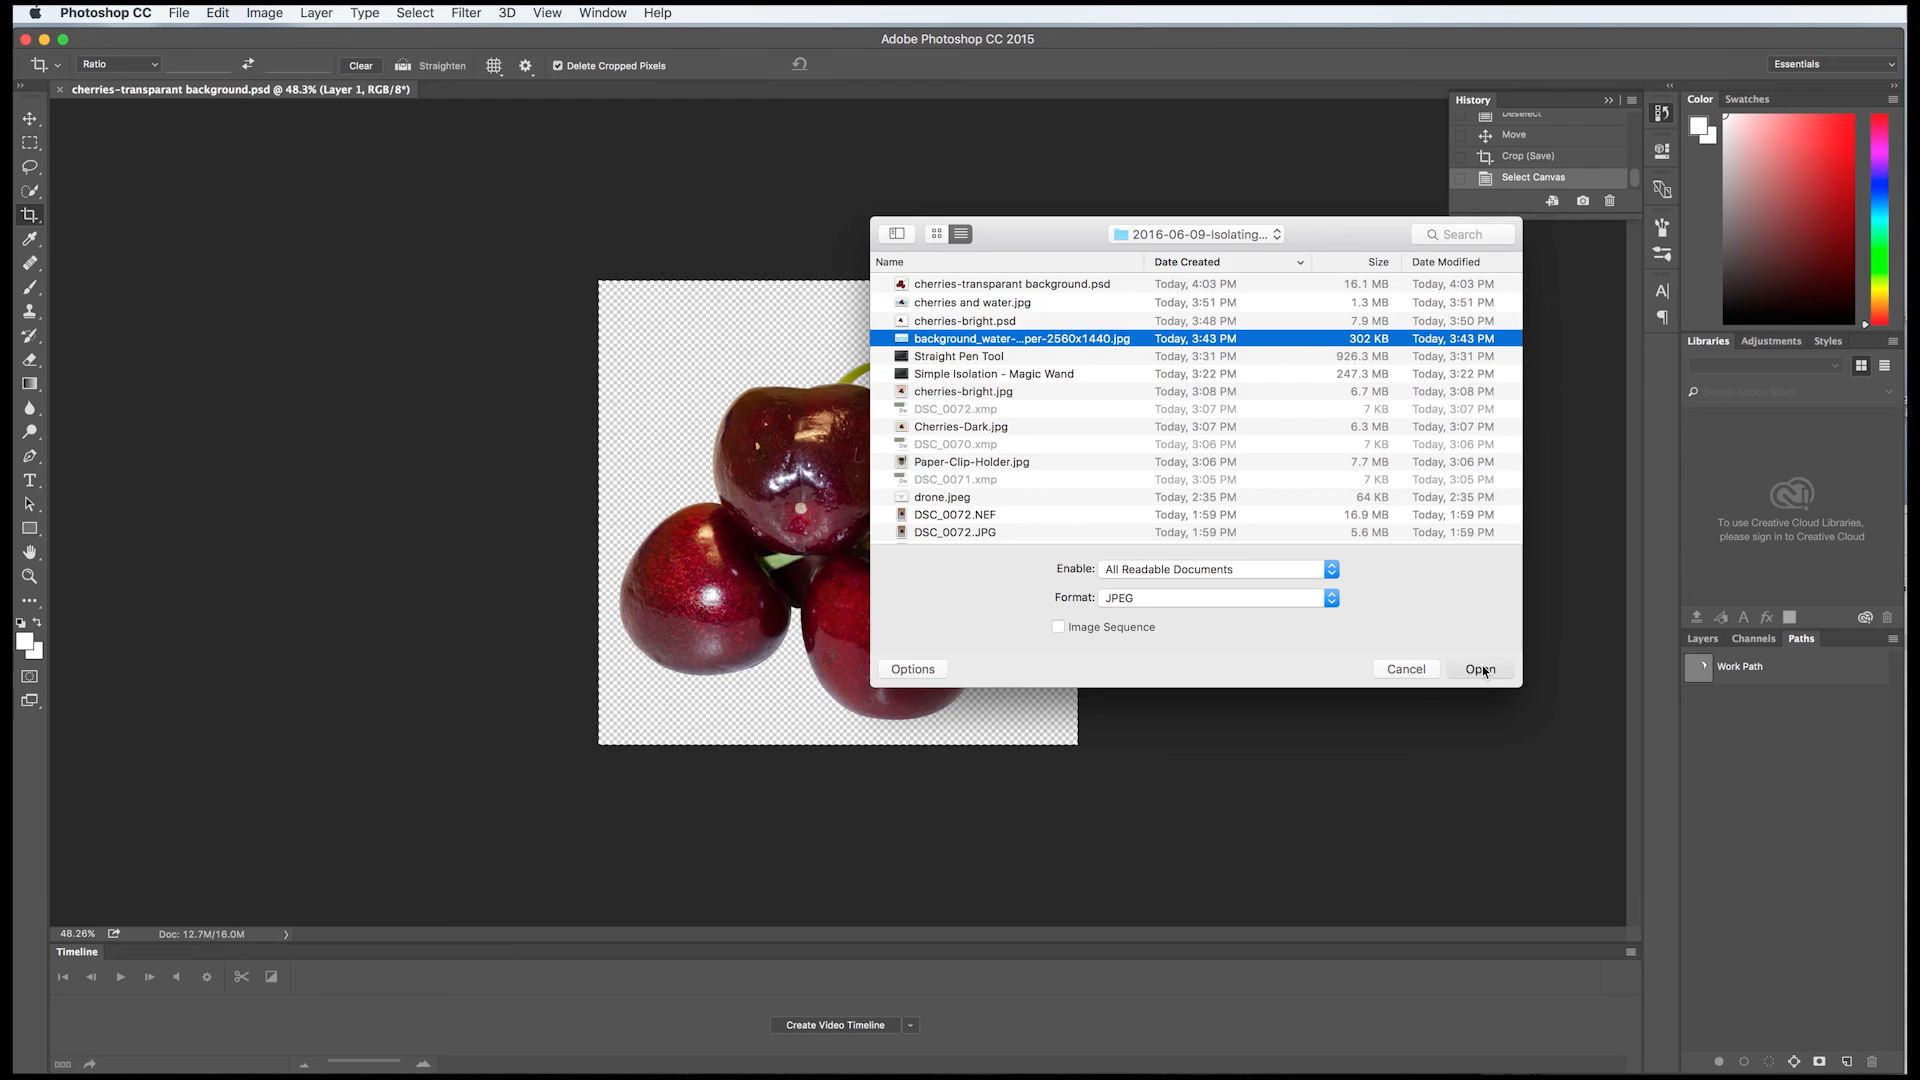 Photoshop CC File Edit Image Layer Type Select Filter 3D View Window Help
Adobe Photoshop CC 2015
Ratio Clear Straighten Delete Cropped Pixels Essentials
× cherries-transparant background.psd @ 48.3% (Layer 1, RGB/8*)
History
Deselect
Move
Crop (Save)
Select Canvas
Color Swatches
2016-06-09-Isolating... Search
Name Date Created Size Date Modified
cherries-transparant background.psd Today, 4:03 PM 16.1 MB Today, 4:03 PM
cherries and water.jpg Today, 3:51 PM 1.3 MB Today, 3:51 PM
cherries-bright.psd Today, 3:48 PM 7.9 MB Today, 3:50 PM
background_water-...per-2560x1440.jpg Today, 3:43 PM 302 KB Today, 3:43 PM
Straight Pen Tool Today, 3:31 PM 926.3 MB Today, 3:31 PM
Simple Isolation - Magic Wand Today, 3:22 PM 247.3 MB Today, 3:22 PM
cherries-bright.jpg Today, 3:08 PM 6.7 MB Today, 3:08 PM
DSC_0072.xmp Today, 3:07 PM 7 KB Today, 3:07 PM
Cherries-Dark.jpg Today, 3:07 PM 6.3 MB Today, 3:07 PM
DSC_0070.xmp Today, 3:06 PM 7 KB Today, 3:06 PM
Paper-Clip-Holder.jpg Today, 3:06 PM 7.7 MB Today, 3:06 PM
DSC_0071.xmp Today, 3:05 PM 7 KB Today, 3:05 PM
drone.jpeg Today, 2:35 PM 64 KB Today, 2:35 PM
DSC_0072.NEF Today, 1:59 PM 16.9 MB Today, 1:59 PM
DSC_0072.JPG Today, 1:59 PM 5.6 MB Today, 1:59 PM
Enable: All Readable Documents
Format: JPEG
Image Sequence
Options Cancel Open
Libraries Adjustments Styles
Search Adobe Stock
To use Creative Cloud Libraries,
please sign in to Creative Cloud
Layers Channels Paths
Work Path
48.26% Doc: 12.7M/16.0M
Timeline
Create Video Timeline